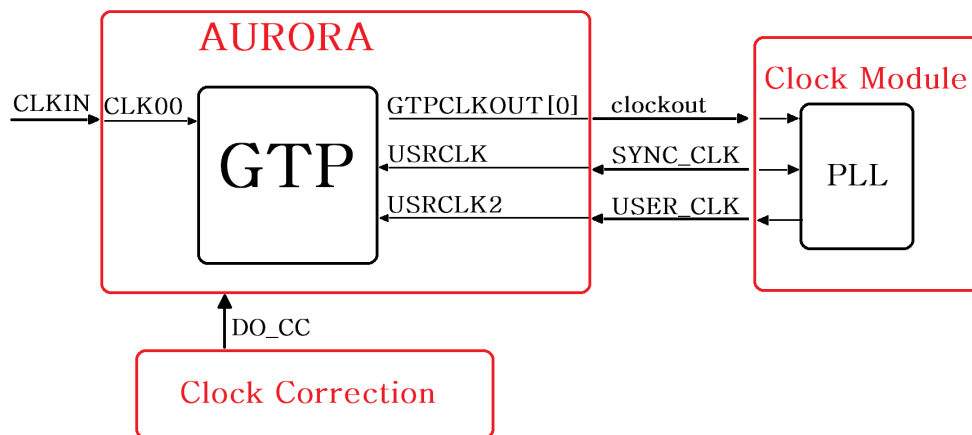 AURORA
Clock Module
CLKIN
CLK00
GTPCLKOUT[0]
clockout
GTP
USRCLK
SYNC_CLK
PLL
USRCLK2
USER_CLK
DO_CC
Clock Correction